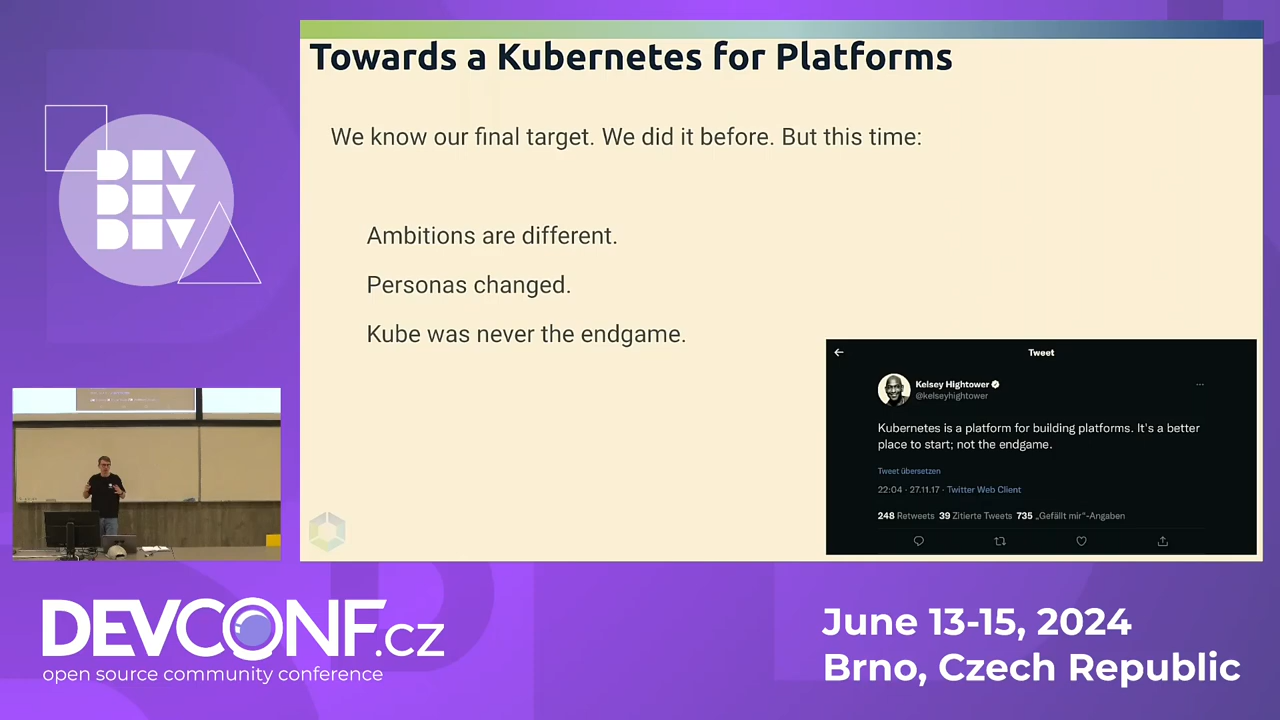 Towards a Kubernetes for Platforms
We know our final target. We did it before. But this time:
Ambitions are different.
Personas changed.
Kube was never the endgame.
Tweet
Kelsey Hightower
@kelseyhightower
Kubernetes is a platform for building platforms. It's a better
place to start; not the endgame.
Tweet übersetzen
22:04 · 27.11.17 · Twitter Web Client
248 Retweets 39 Zitierte Tweets 735 „Gefällt mir“-Angaben
DEV
DEV
DEV
DEVCONF.cz
open source community conference
June 13-15, 2024
Brno, Czech Republic